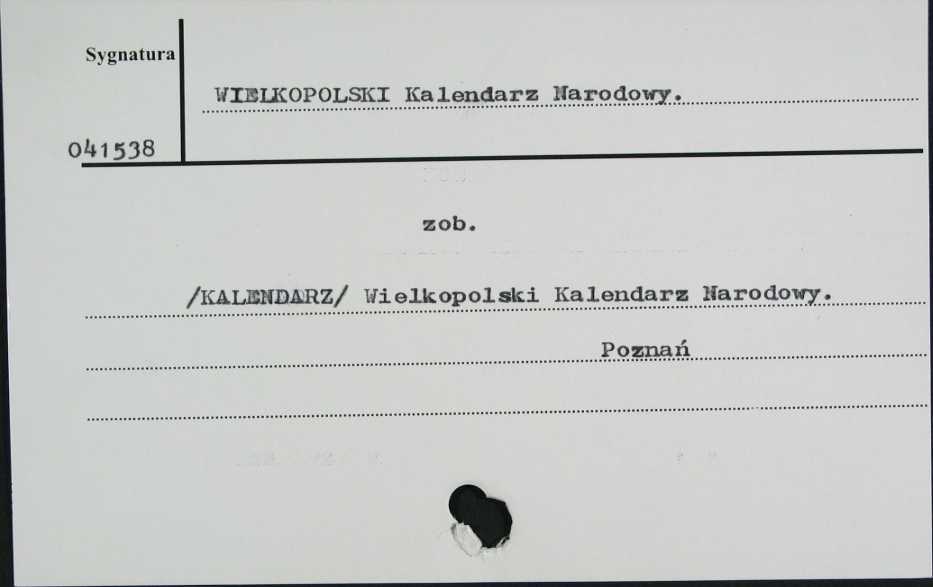 Sygnatura
WIELKOPOLSKI Kalendarz Narodowy.
041538
zob.
/KALENDARZ/ Wielkopolski Kalendarz Narodowy.
Poznań